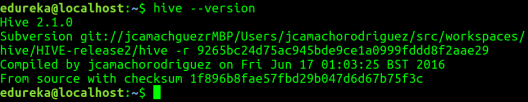 edureka@localhost:~$ hive --version
Hive 2.1.0
Subversion git://jcamachguezrMBP/Users/jcamachorodriguez/src/workspaces/
hive/HIVE-release2/hive -r 9265bc24d75ac945bde9ce1a0999fddd8f2aae29
Compiled by jcamachorodriguez on Fri Jun 17 01:03:25 BST 2016
From source with checksum 1f896b8fae57fbd29b047d6d67b75f3c
edureka@localhost:~$